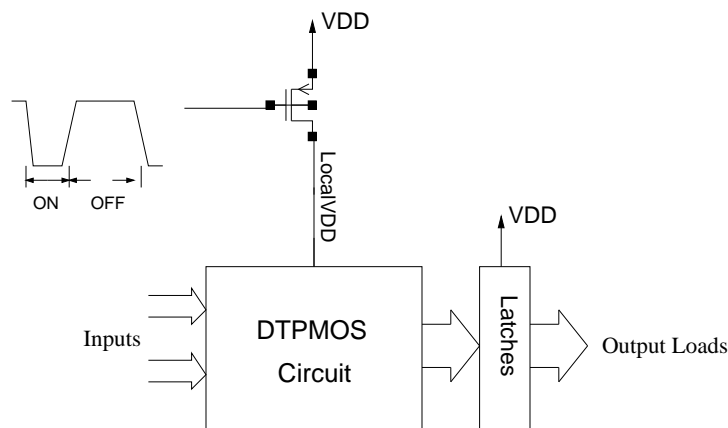 VDD
ON OFF
LocalVDD
VDD
Inputs
DTPMOS
Circuit
Latches
Output Loads